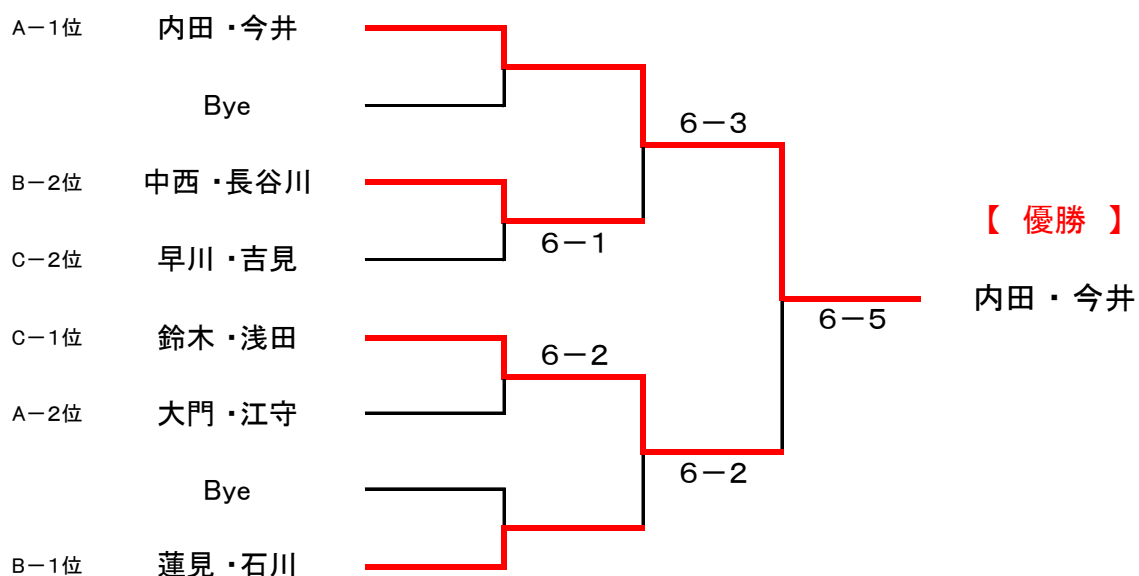 A－1位 内田・今井
Bye
6－3
B－2位 中西・長谷川
【 優勝 】
6－1
C－2位 早川・吉見
内田・今井
6－5
C－1位 鈴木・浅田
6－2
A－2位 大門・江守
6－2
Bye
B－1位 蓮見・石川